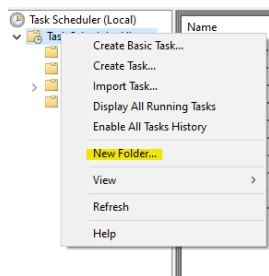 Task Scheduler (Local)
Name
Create Basic Task...
Create Task...
Import Task...
Display All Running Tasks
Enable All Tasks History
New Folder...
View
Refresh
Help